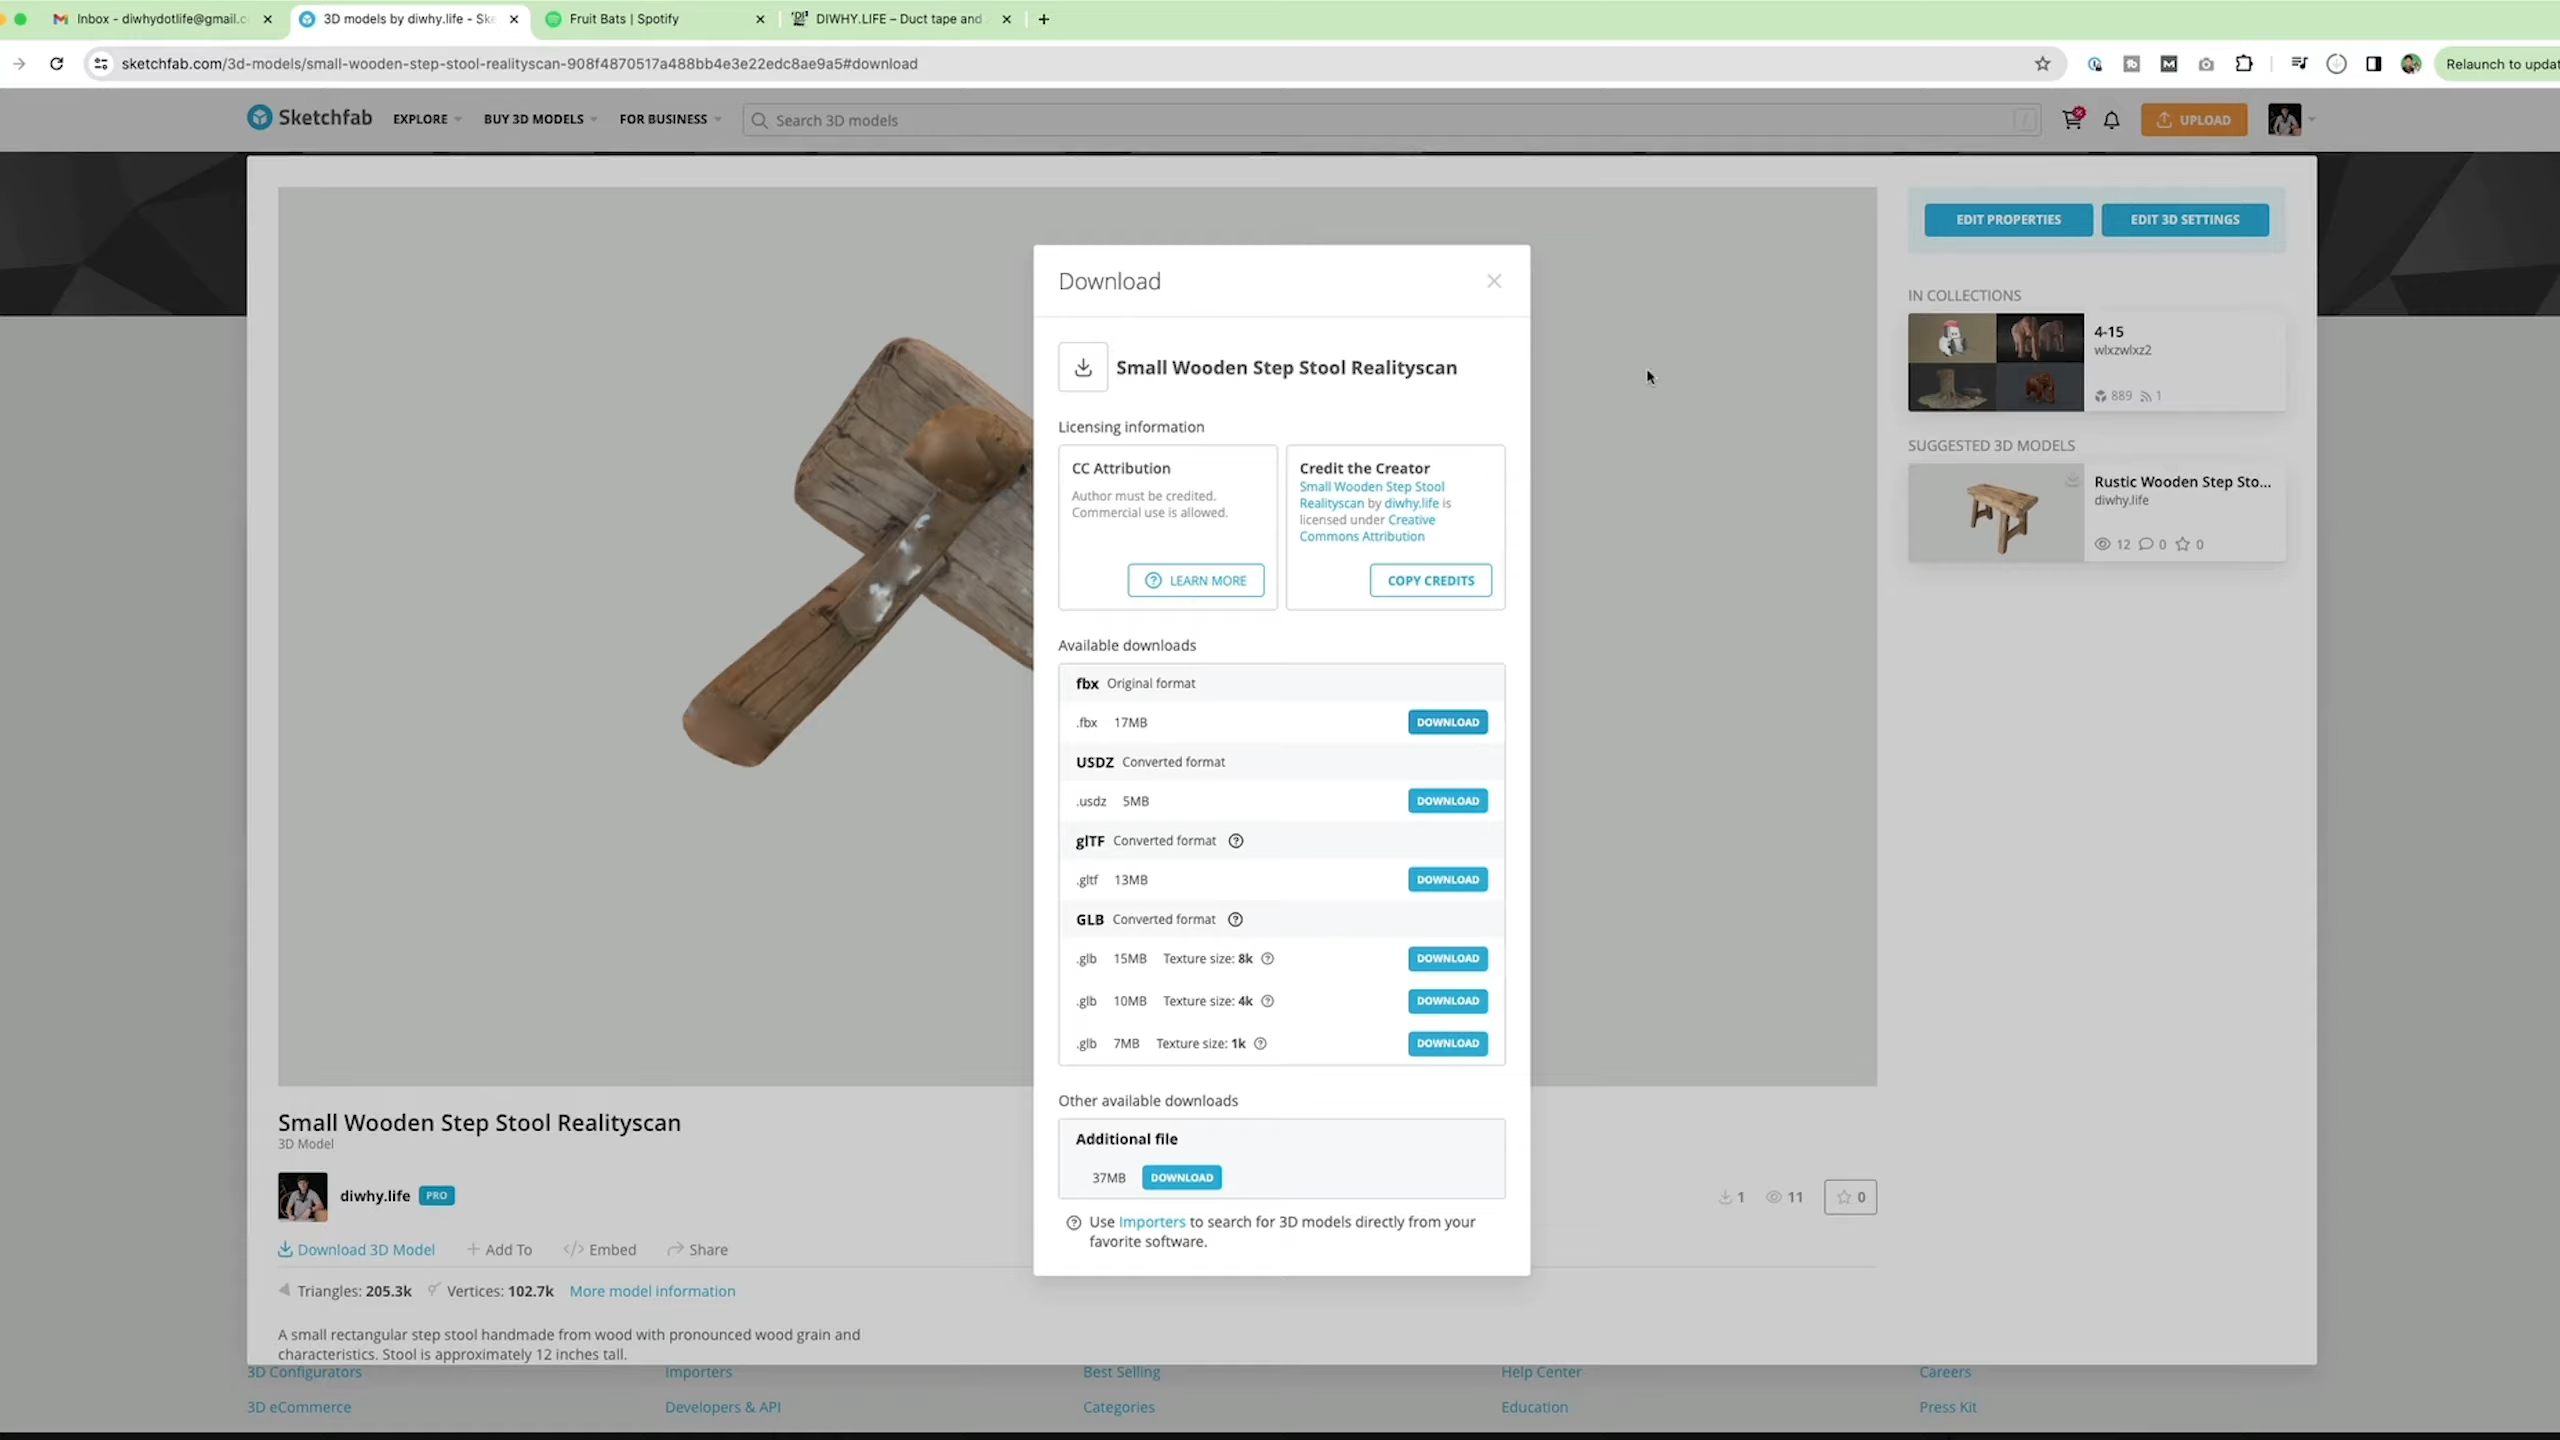 Inbox - diwhydotlife@gmail.c
3D models by diwhy.life - Ske
Fruit Bats | Spotify
DIWHY.LIFE – Duct tape and
sketchfab.com/3d-models/small-wooden-step-stool-realityscan-908f4870517a488bb4e3e22edc8ae9a5#download
Relaunch to updat
Sketchfab
EXPLORE
BUY 3D MODELS
FOR BUSINESS
Search 3D models
/
UPLOAD
EDIT PROPERTIES
EDIT 3D SETTINGS
IN COLLECTIONS
4-15
wlxzwlxz2
889 1
SUGGESTED 3D MODELS
Rustic Wooden Step Sto...
diwhy.life
12 0 0
Download
Small Wooden Step Stool Realityscan
Licensing information
CC Attribution
Author must be credited.
Commercial use is allowed.
LEARN MORE
Credit the Creator
Small Wooden Step Stool
Realityscan by diwhy.life is
licensed under Creative
Commons Attribution
COPY CREDITS
Available downloads
fbx Original format
.fbx 17MB DOWNLOAD
USDZ Converted format
.usdz 5MB DOWNLOAD
glTF Converted format
.gltf 13MB DOWNLOAD
GLB Converted format
.glb 15MB Texture size: 8k DOWNLOAD
.glb 10MB Texture size: 4k DOWNLOAD
.glb 7MB Texture size: 1k DOWNLOAD
Other available downloads
Additional file
37MB DOWNLOAD
Use Importers to search for 3D models directly from your
favorite software.
Small Wooden Step Stool Realityscan
3D Model
diwhy.life PRO
1 11 0
Download 3D Model
Add To
Embed
Share
Triangles: 205.3k Vertices: 102.7k More model information
A small rectangular step stool handmade from wood with pronounced wood grain and
characteristics. Stool is approximately 12 inches tall.
3D Configurators
Importers
Best Selling
Help Center
Careers
3D eCommerce
Developers & API
Categories
Education
Press Kit